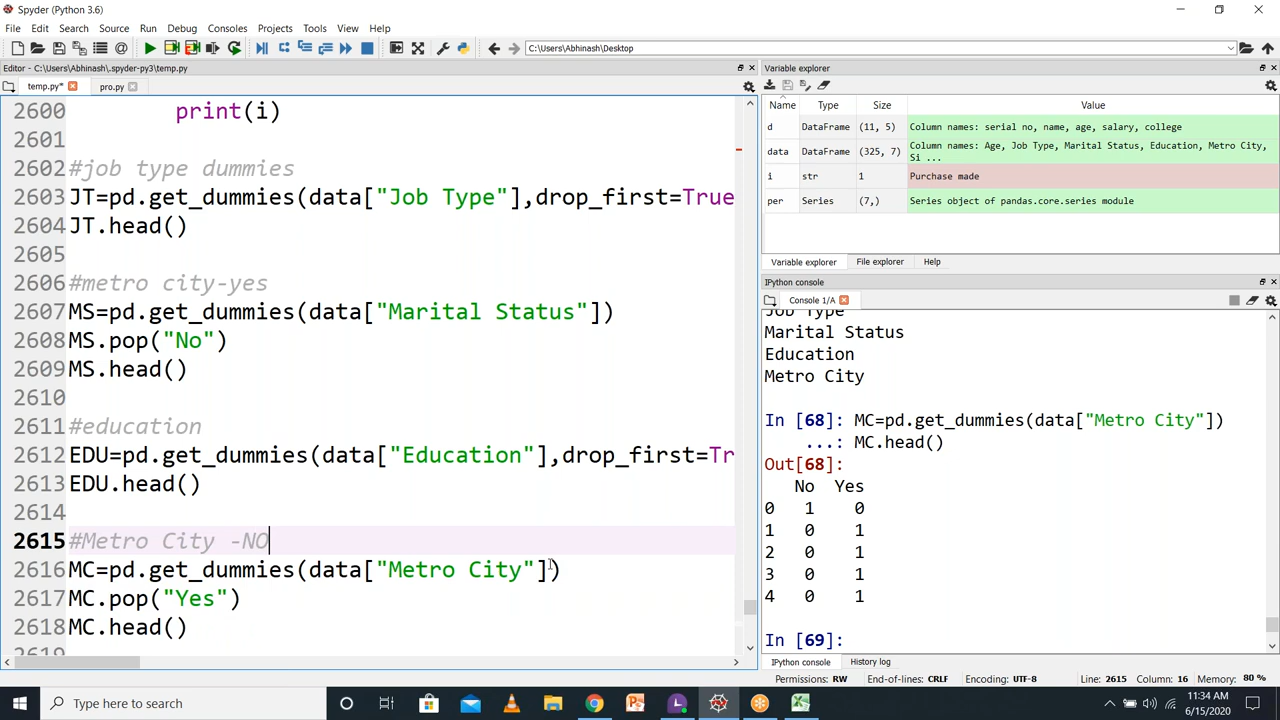 Spyder (Python 3.6)
File Edit Search Source Run Debug Consoles Projects Tools View Help
C:\Users\Abhinash\Desktop
Editor - C:\Users\Abhinash\.spyder-py3\temp.py
temp.py* pro.py
2600 print(i)
2601
2602 #job type dummies
2603 JT=pd.get_dummies(data["Job Type"],drop_first=True
2604 JT.head()
2605
2606 #metro city-yes
2607 MS=pd.get_dummies(data["Marital Status"])
2608 MS.pop("No")
2609 MS.head()
2610
2611 #education
2612 EDU=pd.get_dummies(data["Education"],drop_first=Tr
2613 EDU.head()
2614
2615 #Metro City -NO
2616 MC=pd.get_dummies(data["Metro City"])
2617 MC.pop("Yes")
2618 MC.head()
Variable explorer
Name Type Size Value
d DataFrame (11, 5) Column names: serial no, name, age, salary, college
data DataFrame (325, 7) Column names: Age, Job Type, Marital Status, Education, Metro City,
Si ...
i str 1 Purchase made
per Series (7,) Series object of pandas.core.series module
Variable explorer File explorer Help
IPython console
Console 1/A
Job Type
Marital Status
Education
Metro City
In [68]: MC=pd.get_dummies(data["Metro City"])
...: MC.head()
Out[68]:
No Yes
0 1 0
1 0 1
2 0 1
3 0 1
4 0 1
In [69]:
IPython console History log
Permissions: RW End-of-lines: CRLF Encoding: UTF-8 Line: 2615 Column: 16 Memory: 80 %
Type here to search
11:34 AM
6/15/2020